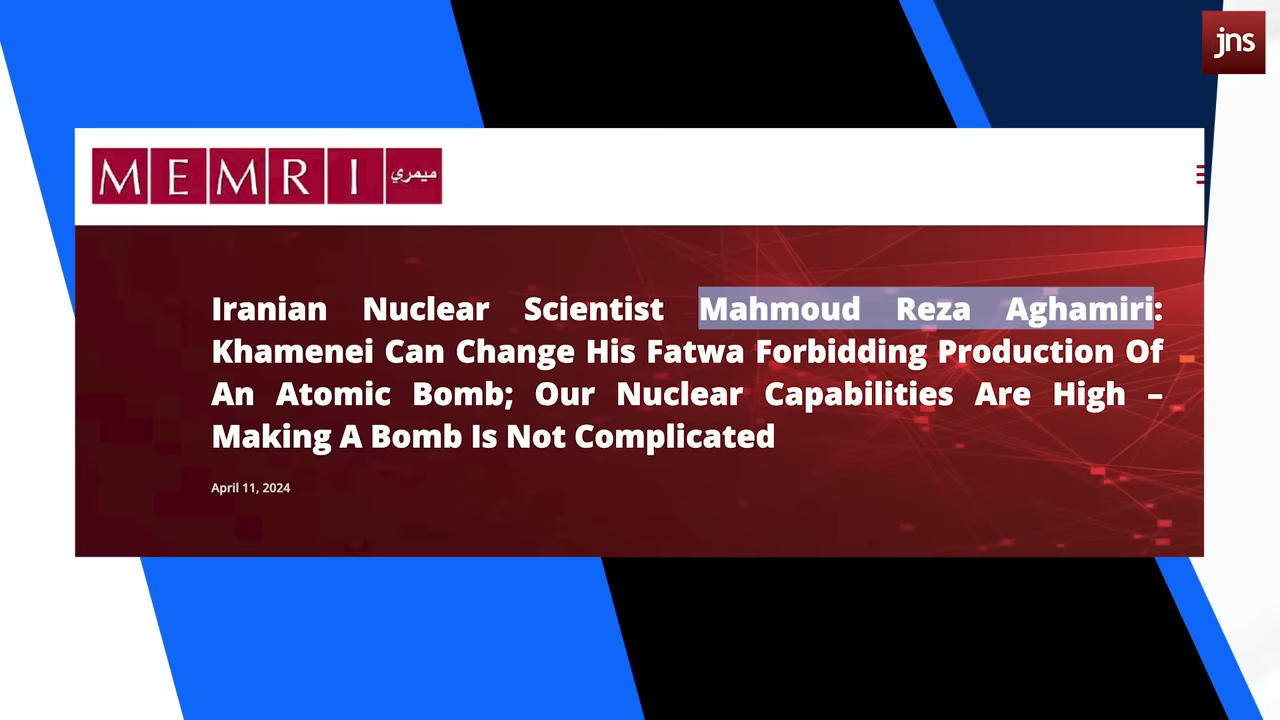 jns
MEMRI ميمري
Iranian Nuclear Scientist Mahmoud Reza Aghamiri:
Khamenei Can Change His Fatwa Forbidding Production Of
An Atomic Bomb; Our Nuclear Capabilities Are High –
Making A Bomb Is Not Complicated
April 11, 2024